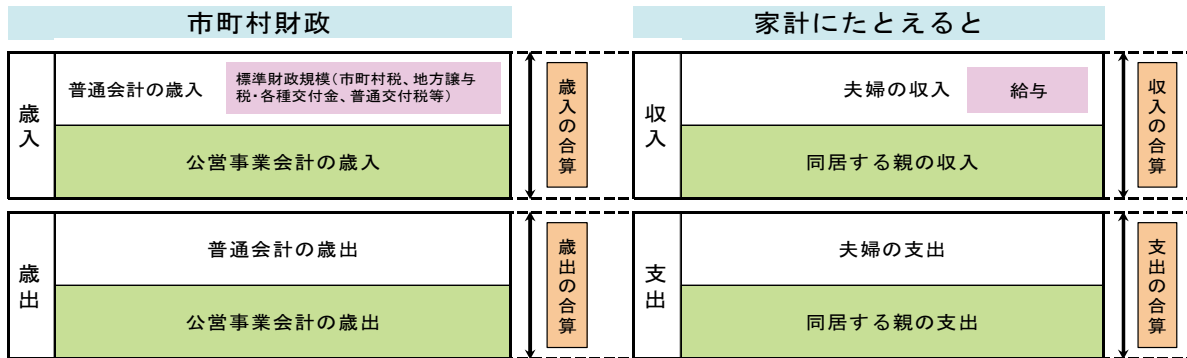 市町村財政
歳入
普通会計の歳入
標準財政規模(市町村税、地方譲与
税・各種交付金、普通交付税等)
公営事業会計の歳入
歳入の合算
歳出
普通会計の歳出
公営事業会計の歳出
歳出の合算
家計にたとえると
収入
夫婦の収入
給与
同居する親の収入
収入の合算
支出
夫婦の支出
同居する親の支出
支出の合算